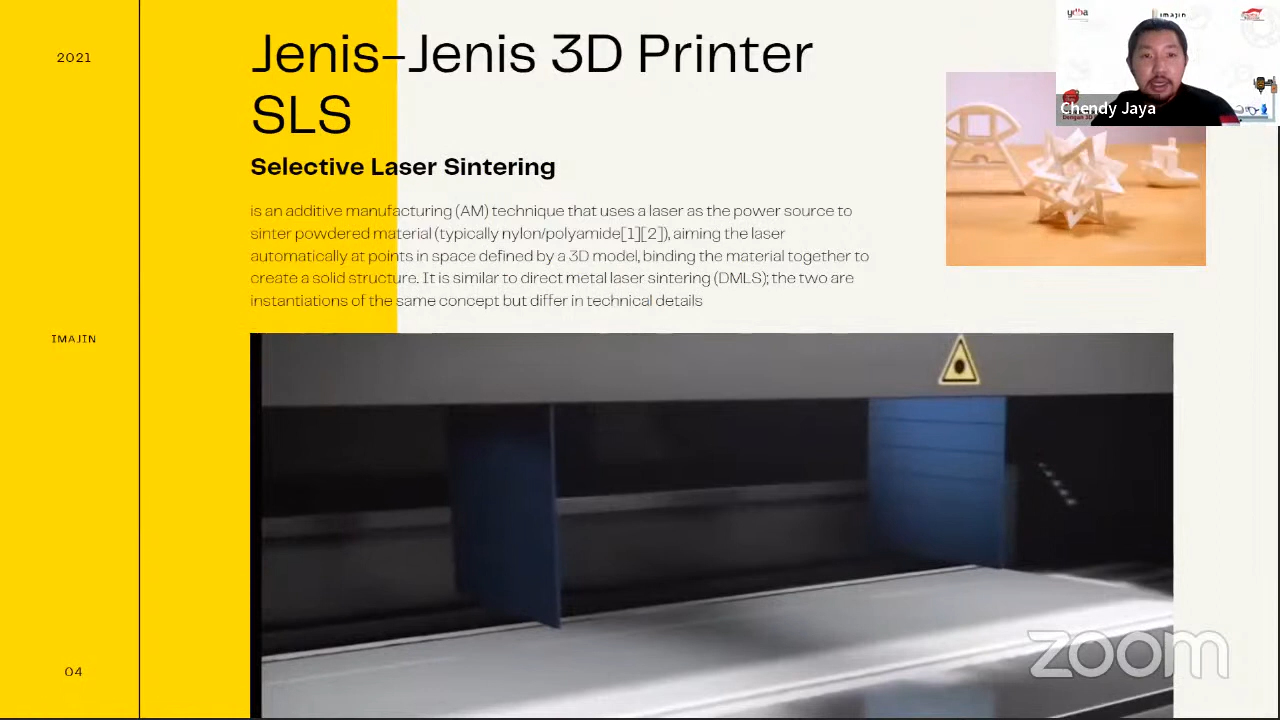 2021
Jenis-Jenis 3D Printer
SLS
Selective Laser Sintering
is an additive manufacturing (AM) technique that uses a laser as the power source to
sinter powdered material (typically nylon/polyamide[1][2]), aiming the laser
automatically at points in space defined by a 3D model, binding the material together to
create a solid structure. It is similar to direct metal laser sintering (DMLS); the two are
instantiations of the same concept but differ in technical details
IMAJIN
04
imajin
Chendy Jaya
Dengan 3D
zoom